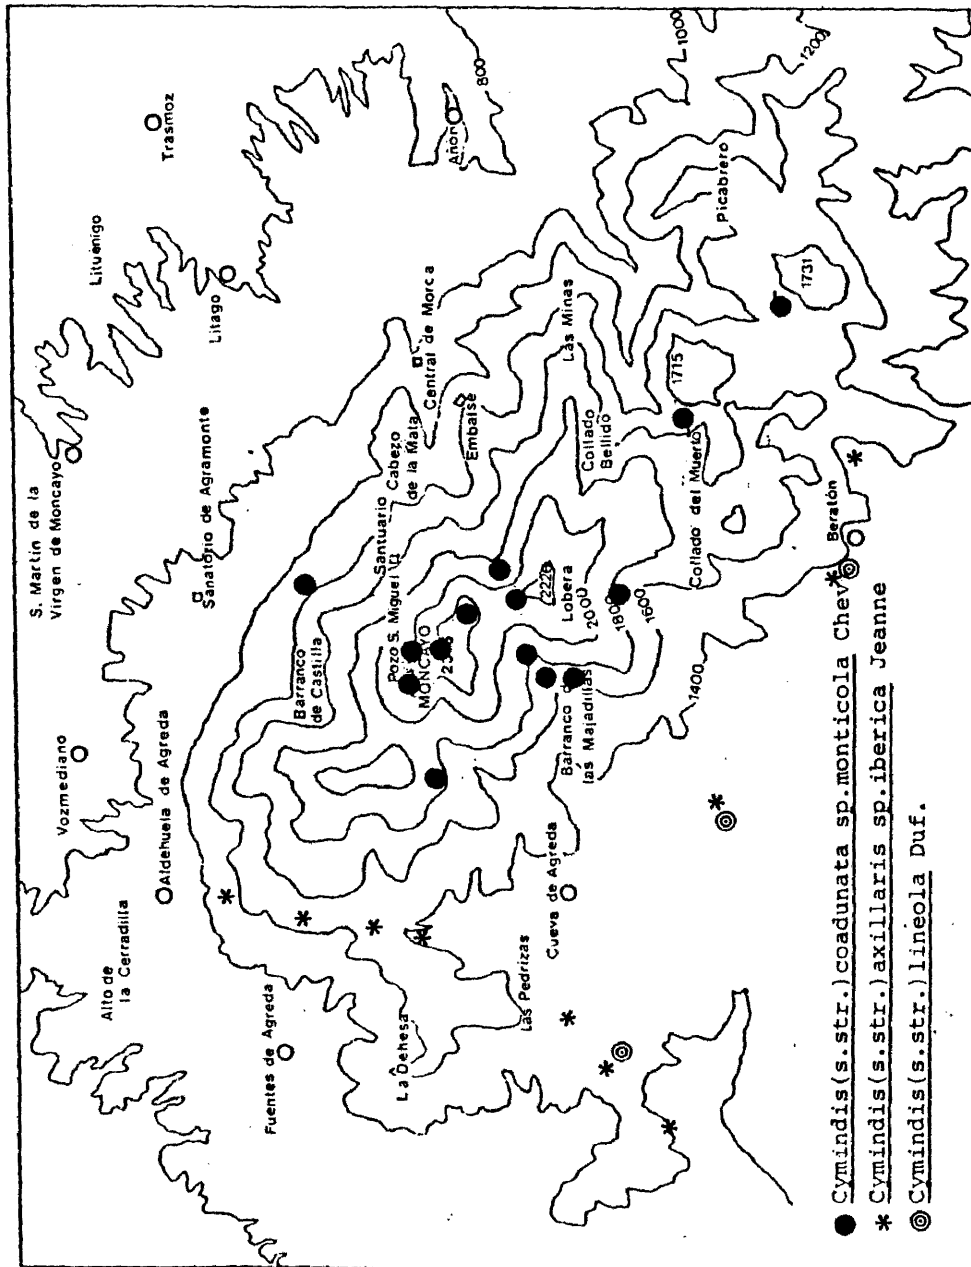 S. Martín de la
Virgen de Moncayo
Lituénigo
Trasmoz
Litago
Vozmediano
Alto de
la Cerradilla
Aldehuela de Agreda
Sanatorio de Agramonte
Fuentes de Agreda
Barranco
de Castilla
Santuario
Cabezo
de la Mata
Central de Morca
Añón
800
Pozo S. Miguel
MONCAYO
Embalse
La Dehesa
Las Pedrizas
Cueva de Agreda
Barranco de
las Majadillas
2226
Lobera
2000
1800
1600
1400
Collado
Bellido
Las Minas
1000
1200
Collado del Muerto
1715
Picabrero
1731
Beratón
Cymindis(s.str.)coadunata sp.monticola Chev.
Cymindis(s.str.)axillaris sp.iberica Jeanne
Cymindis(s.str.)lineola Duf.